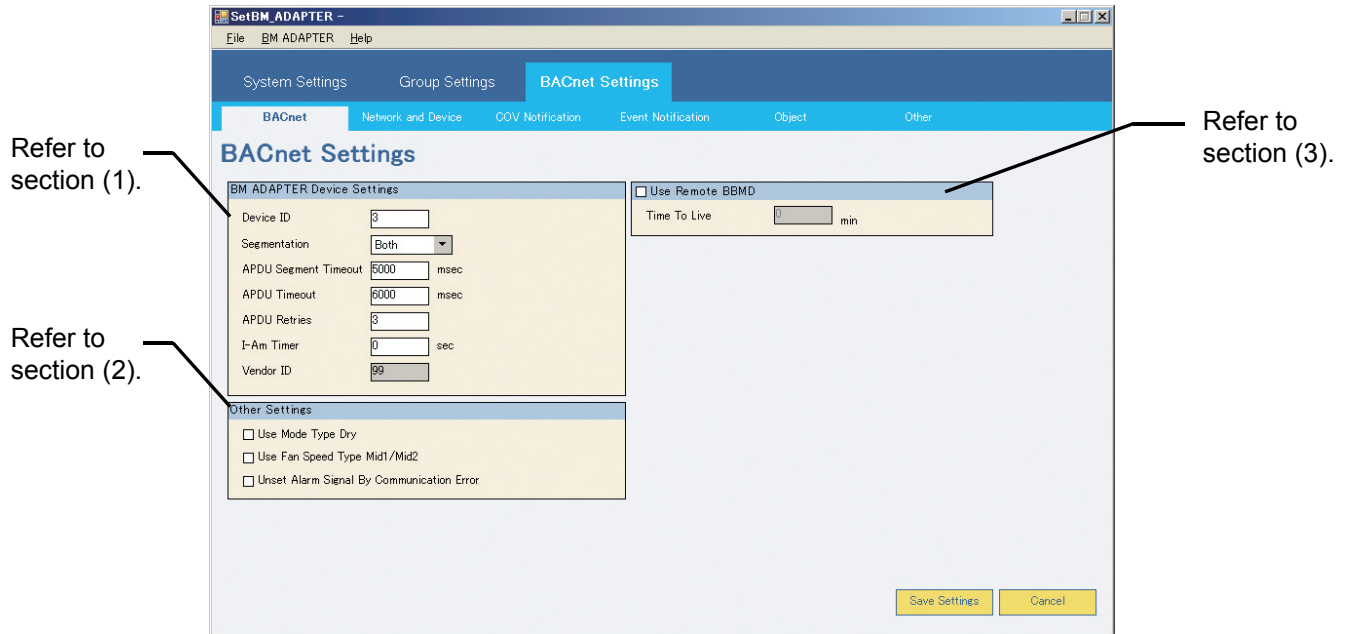 SetBM_ADAPTER -
File BM ADAPTER Help
System Settings Group Settings BACnet Settings
BACnet Network and Device COV Notification Event Notification Object Other
Refer to
section (1).
Refer to
section (3).
BACnet Settings
BM ADAPTER Device Settings
Device ID 3
Segmentation Both
APDU Segment Timeout 5000 msec
APDU Timeout 6000 msec
APDU Retries 3
I-Am Timer 0 sec
Vendor ID 99
Use Remote BBMD
Time To Live 0 min
Refer to
section (2).
Other Settings
Use Mode Type Dry
Use Fan Speed Type Mid1/Mid2
Unset Alarm Signal By Communication Error
Save Settings Cancel